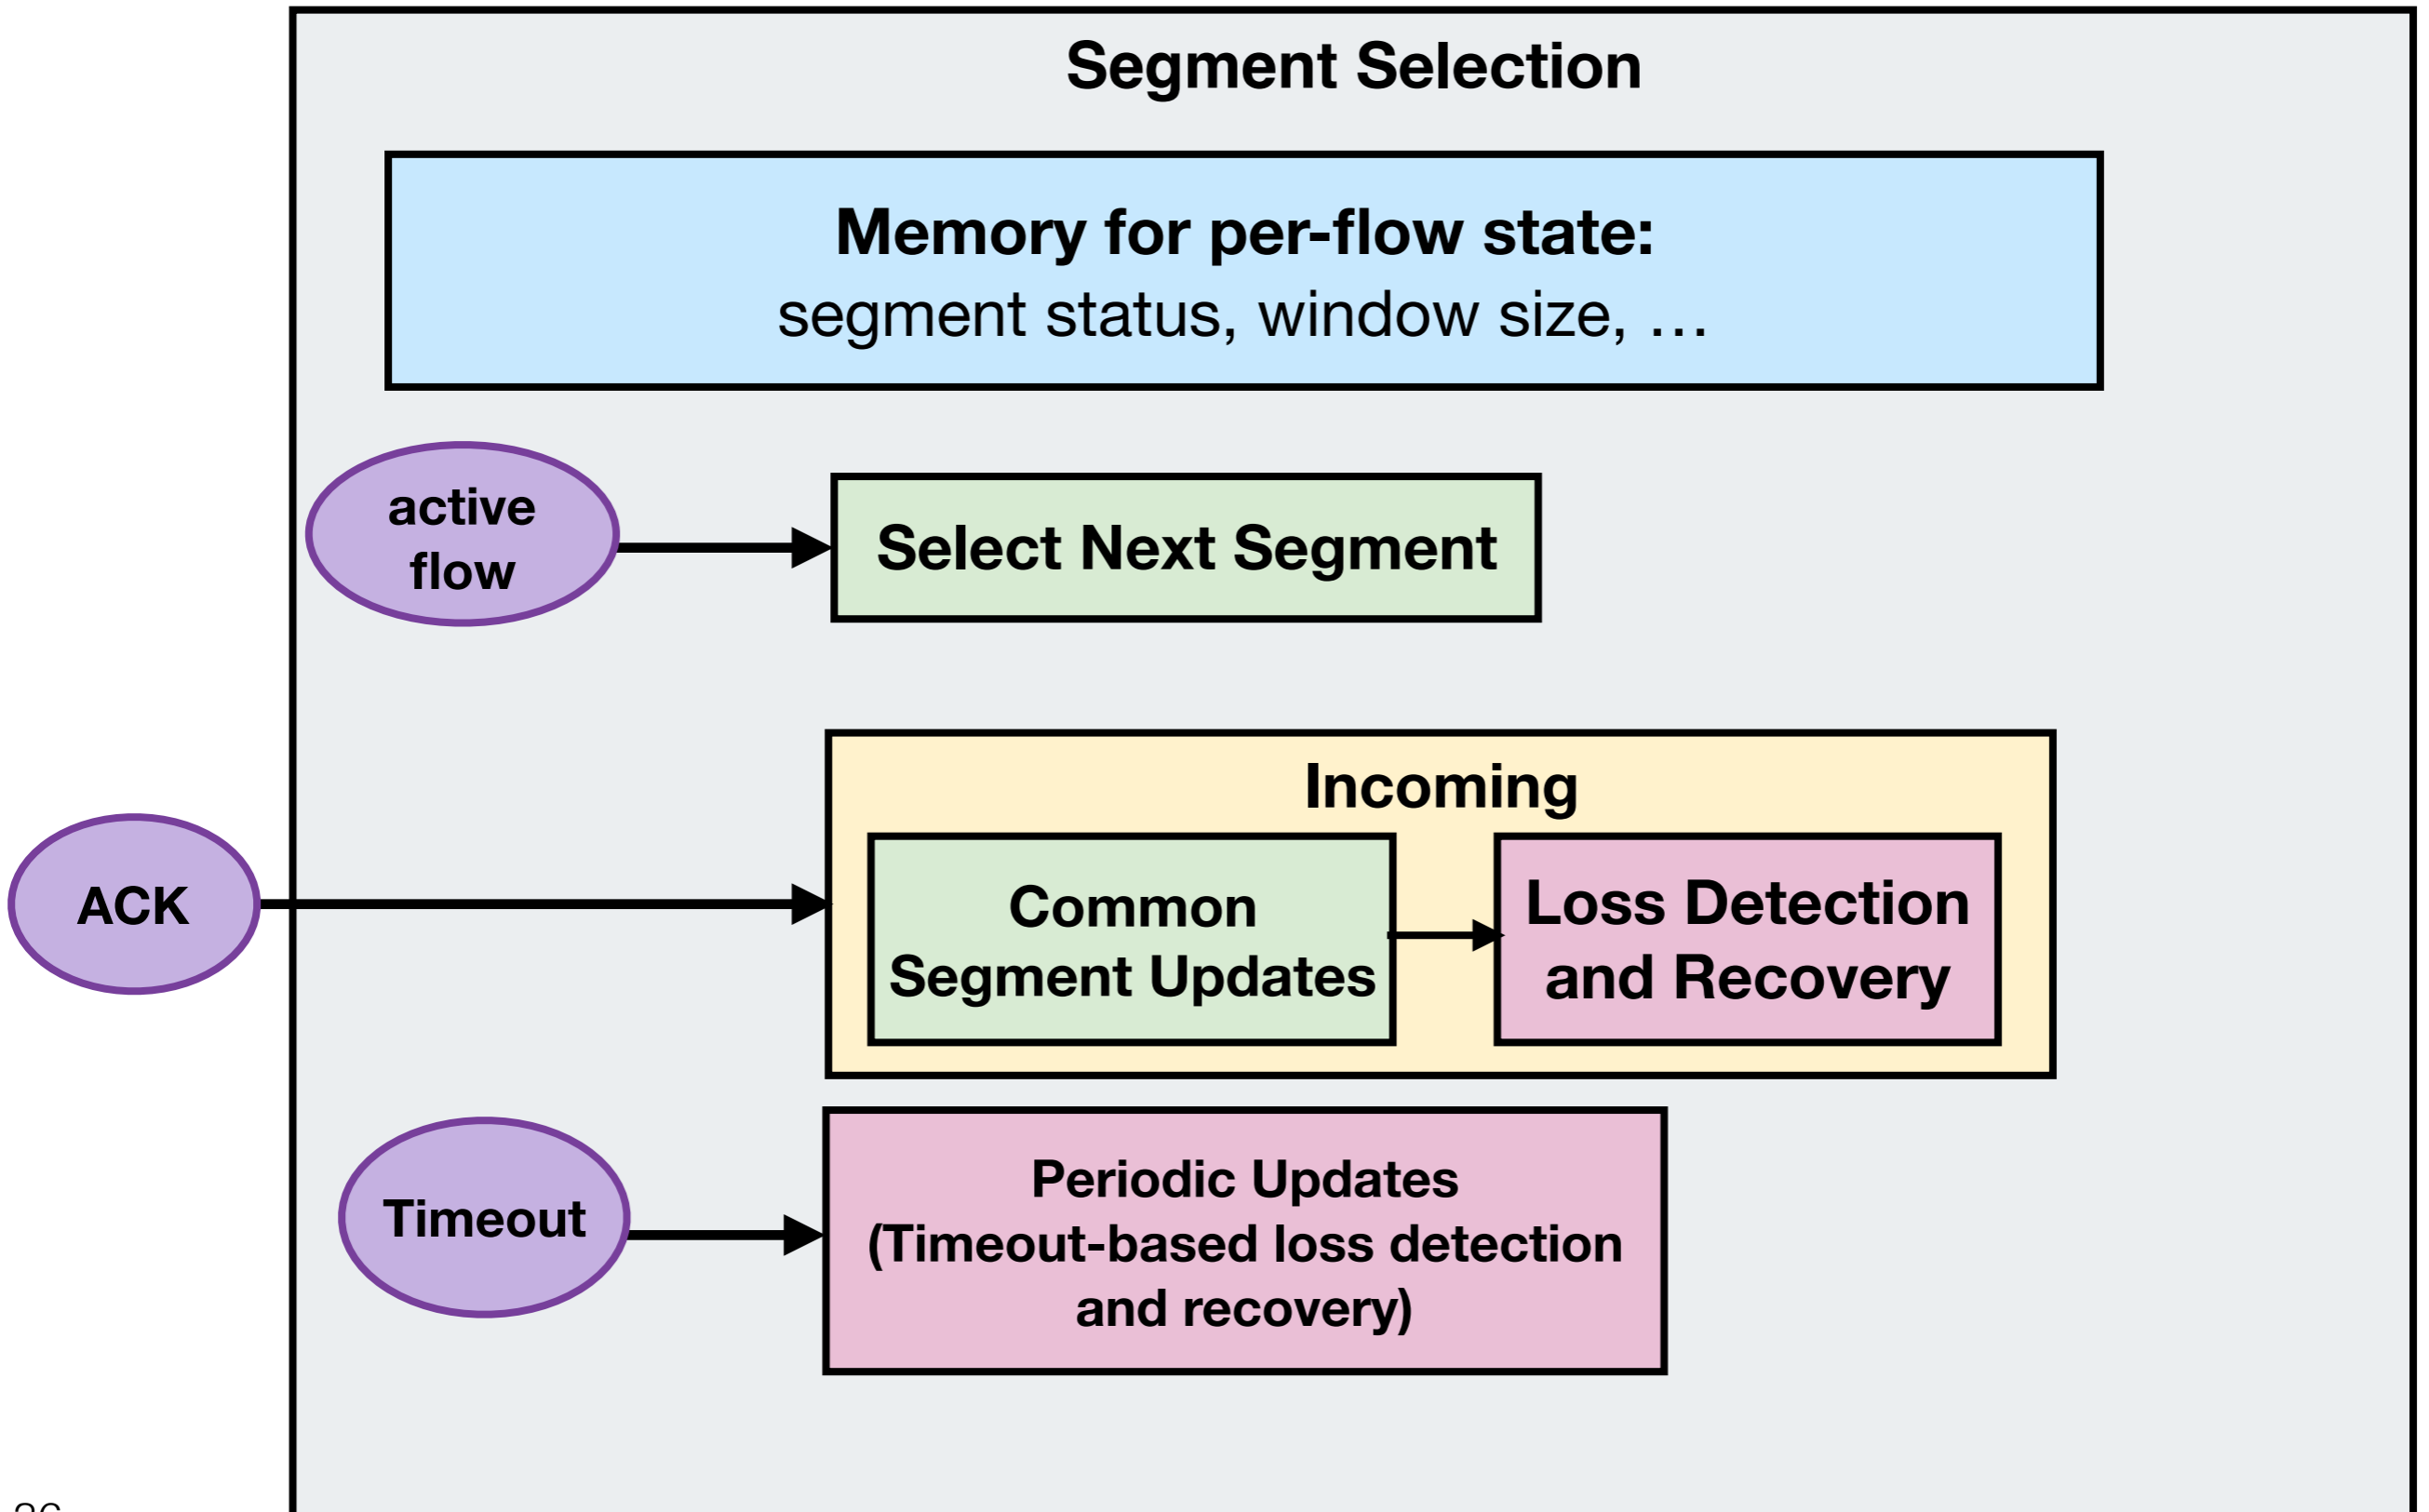 Segment Selection
Memory for per-flow state:
segment status, window size, …
active
flow
Select Next Segment
Incoming
ACK
Common
Segment Updates
Loss Detection
and Recovery
Timeout
Periodic Updates
(Timeout-based loss detection
and recovery)